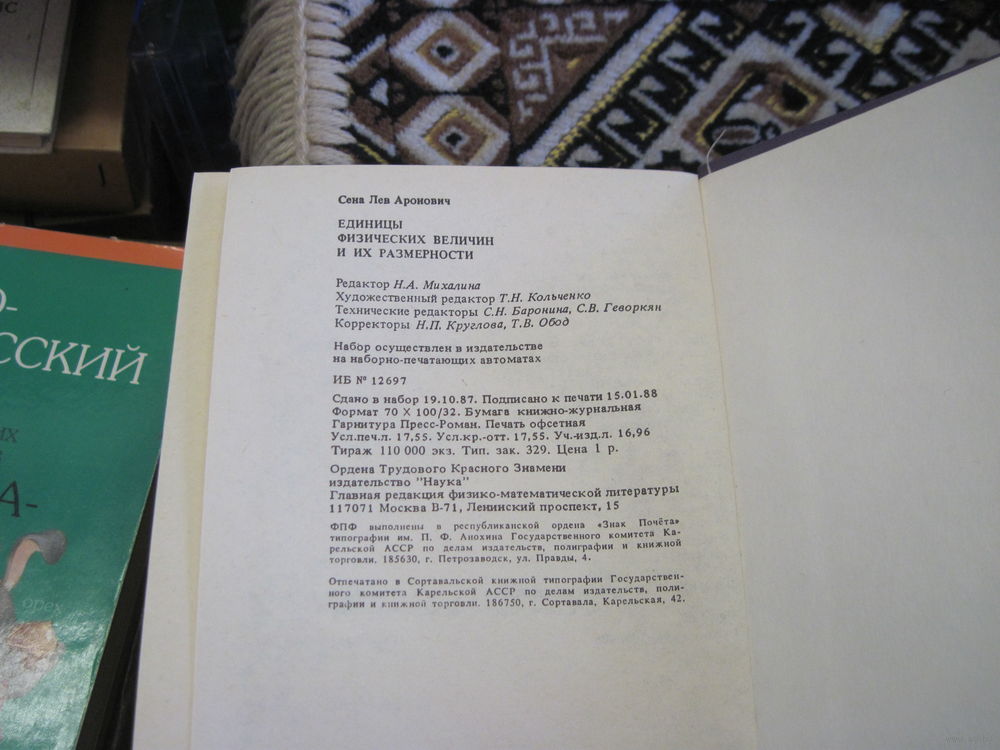 Сена Лев Аронович
ЕДИНИЦЫ
ФИЗИЧЕСКИХ ВЕЛИЧИН
И ИХ РАЗМЕРНОСТИ
Редактор Н.А. Михалина
Художественный редактор Т.Н. Кольченко
Технические редакторы С.Н. Баронина, С.В. Геворкян
Корректоры Н.П. Круглова, Т.В. Обод
Набор осуществлен в издательстве
на наборно-печатающих автоматах
ИБ № 12697
Сдано в набор 19.10.87. Подписано к печати 15.01.88
Формат 70 X 100/32. Бумага книжно-журнальная
Гарнитура Пресс-Роман. Печать офсетная
Усл.печ.л. 17,55. Усл.кр.-отт. 17,55. Уч.-изд.л. 16,96
Тираж 110 000 экз. Тип. зак. 329. Цена 1 р.
Ордена Трудового Красного Знамени
издательство "Наука"
Главная редакция физико-математической литературы
117071 Москва В-71, Ленинский проспект, 15
ФПФ выполнены в республиканской ордена «Знак Почёта»
типографии им. П. Ф. Анохина Государственного комитета Ка-
рельской АССР по делам издательств, полиграфии и книжной
торговли. 185630, г. Петрозаводск, ул. Правды, 4.
Отпечатано в Сортавальской книжной типографии Государствен-
ного комитета Карельской АССР по делам издательств, поли-
графии и книжной торговли. 186750, г. Сортавала, Карельская, 42.
О-
ССКИЙ
ИХ
А-
орех